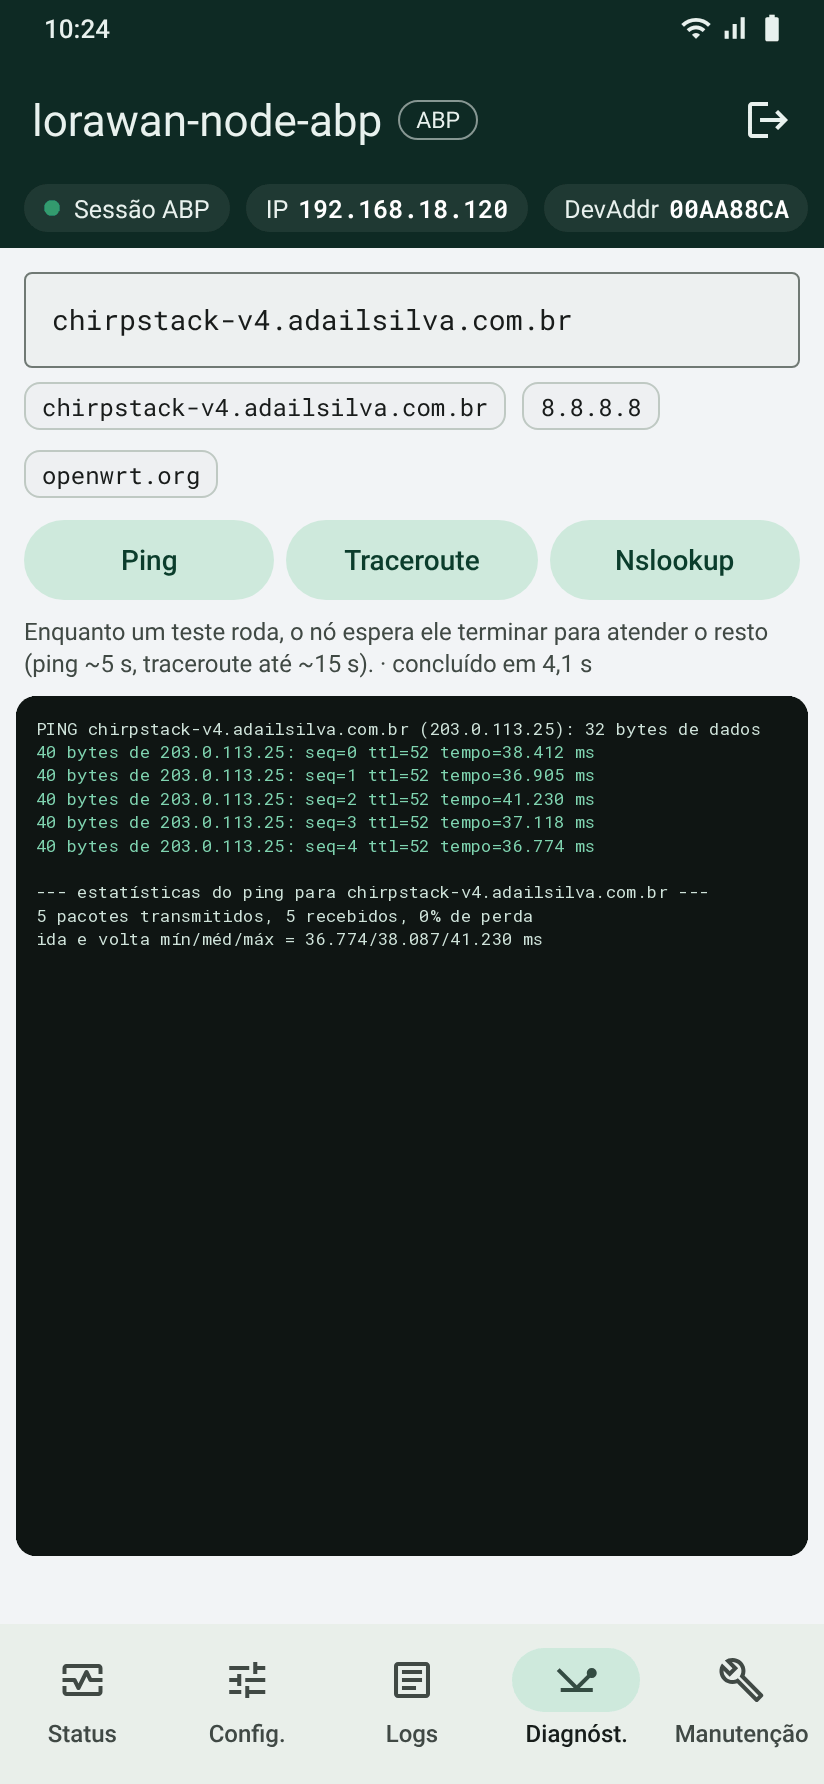 10:24
lorawan-node-abp ABP
Sessão ABP IP 192.168.18.120 DevAddr 00AA88CA
chirpstack-v4.adailsilva.com.br
chirpstack-v4.adailsilva.com.br 8.8.8.8
openwrt.org
Ping Traceroute Nslookup
Enquanto um teste roda, o nó espera ele terminar para atender o resto
(ping ~5 s, traceroute até ~15 s). · concluído em 4,1 s
PING chirpstack-v4.adailsilva.com.br (203.0.113.25): 32 bytes de dados
40 bytes de 203.0.113.25: seq=0 ttl=52 tempo=38.412 ms
40 bytes de 203.0.113.25: seq=1 ttl=52 tempo=36.905 ms
40 bytes de 203.0.113.25: seq=2 ttl=52 tempo=41.230 ms
40 bytes de 203.0.113.25: seq=3 ttl=52 tempo=37.118 ms
40 bytes de 203.0.113.25: seq=4 ttl=52 tempo=36.774 ms
--- estatísticas do ping para chirpstack-v4.adailsilva.com.br ---
5 pacotes transmitidos, 5 recebidos, 0% de perda
ida e volta mín/méd/máx = 36.774/38.087/41.230 ms
Status Config. Logs Diagnóst. Manutenção